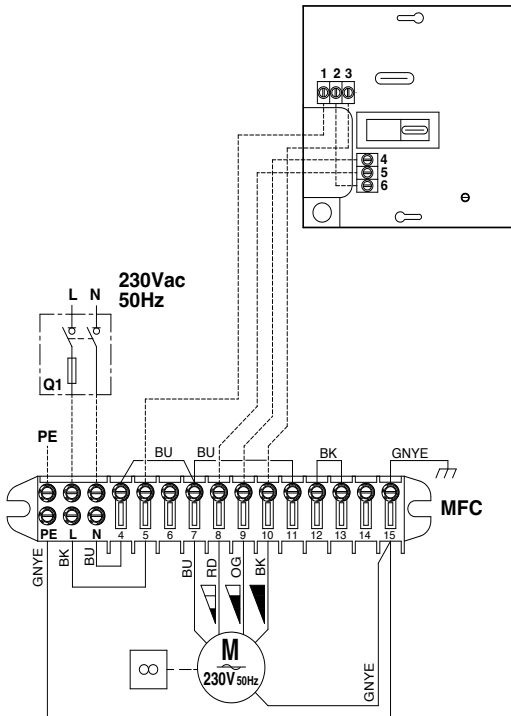 1 2 3
4
5
6
230Vac
50Hz
L N
Q1
PE
BU BU BK GNYE
MFC
PE L N 4 5 6 7 8 9 10 11 12 13 14 15
GNYE BK BU BU RD OG BK
M
230V 50Hz
8
GNYE